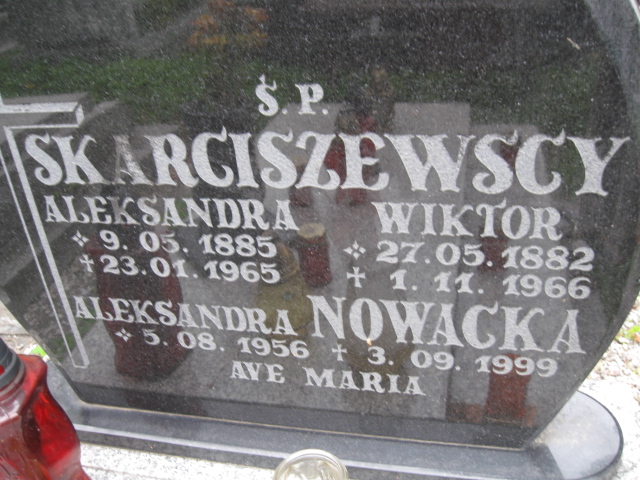 Ś.P.
SKARCISZEWSCY
ALEKSANDRA WIKTOR
✧ 9.05.1885 ✧ 27.05.1882
† 23.01.1965 † 1.11.1966
ALEKSANDRA NOWACKA
✧ 5.08.1956 † 3.09.1999
AVE MARIA